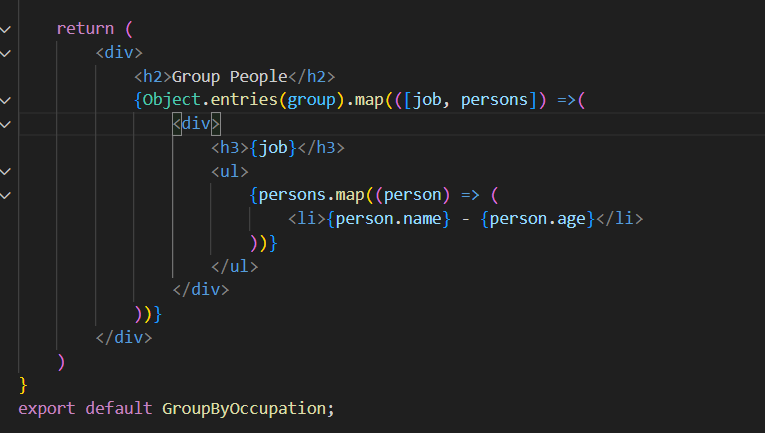 return (
<div>
<h2>Group People</h2>
{Object.entries(group).map(([job, persons]) =>(
<div>
<h3>{job}</h3>
<ul>
{persons.map((person) => (
<li>{person.name} - {person.age}</li>
))}
</ul>
</div>
))}
</div>
)
}
export default GroupByOccupation;